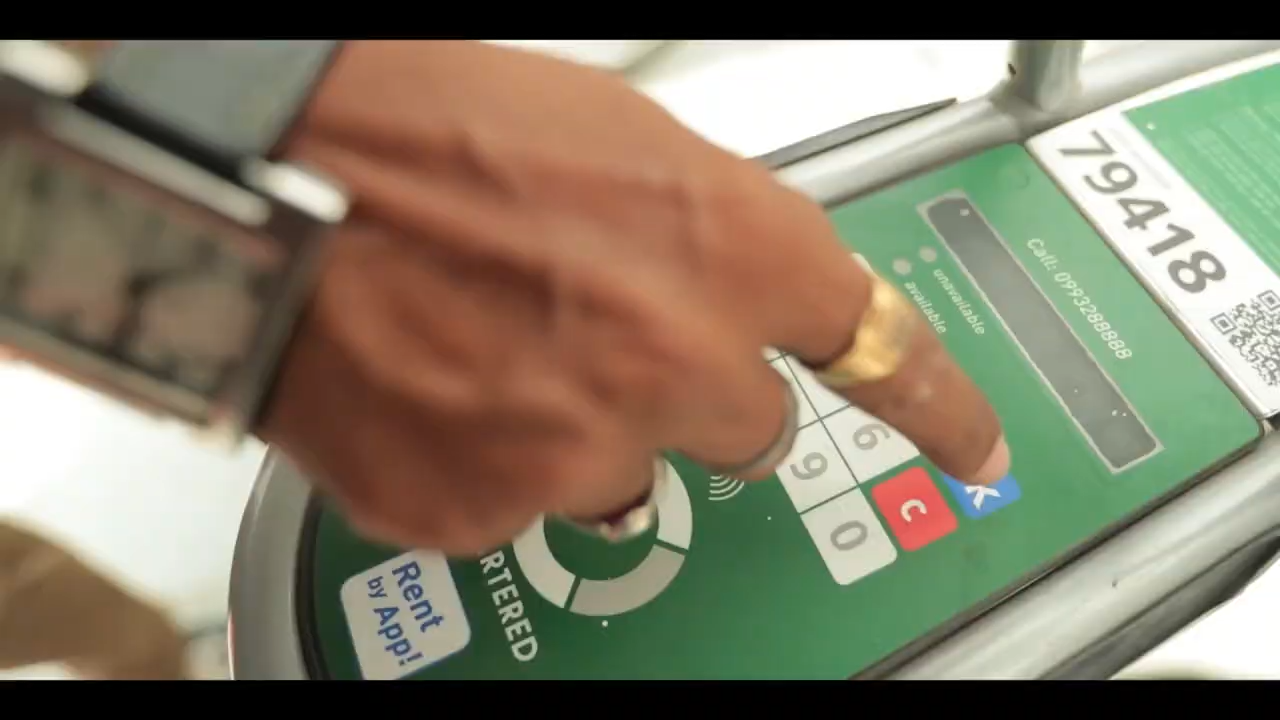 79418
Call: 0993288888
unavailable
available
6
9
0
C
K
RTERED
Rent
by App!